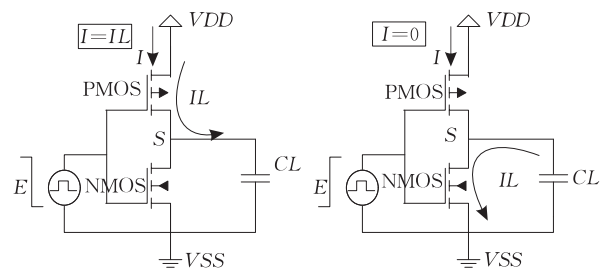 I=IL
VDD
I
PMOS
IL
S
CL
E
NMOS
VSS
I=0
VDD
I
PMOS
S
E
NMOS
IL
CL
VSS